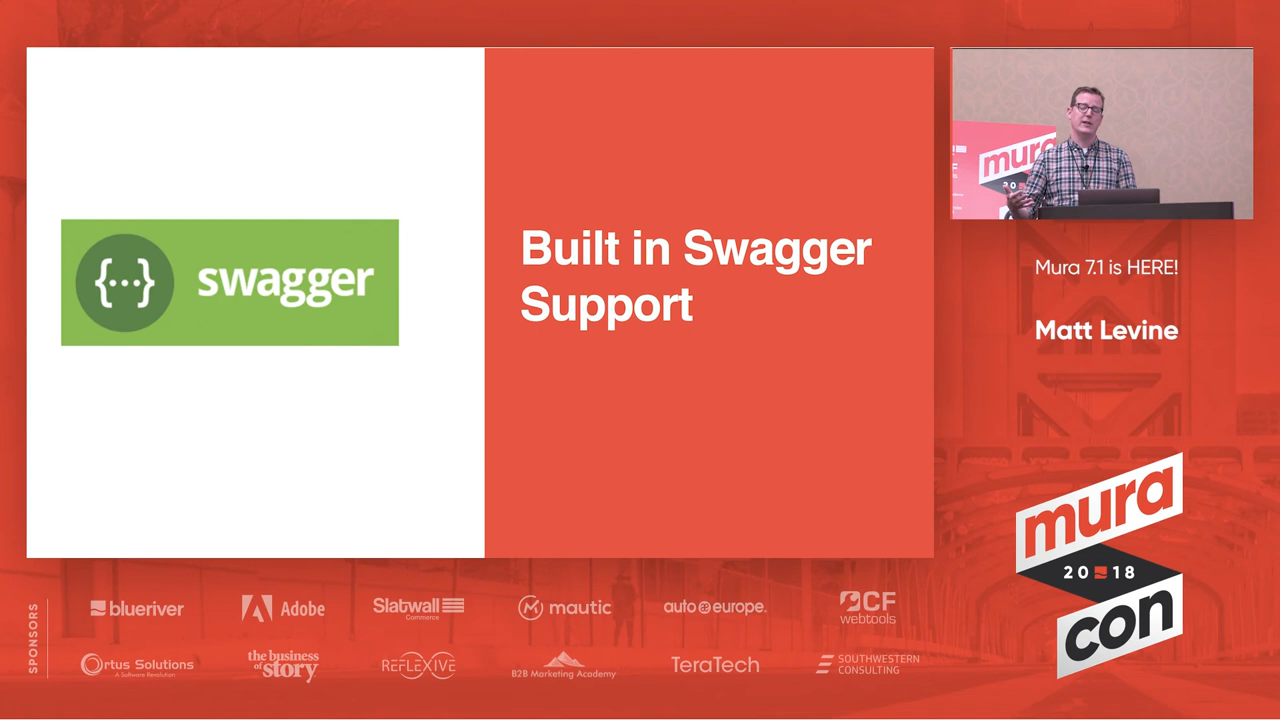 {···} swagger
Built in Swagger
Support
mura
20
Mura 7.1 is HERE!
Matt Levine
mura
20 18
con
SPONSORS
blueriver
Adobe
Slatwall
Commerce
mautic
auto europe.
CF
webtools
Ortus Solutions
A Software Revolution
the business
of story
REFLEXIVE
B2B Marketing Academy
TeraTech
SOUTHWESTERN
CONSULTING